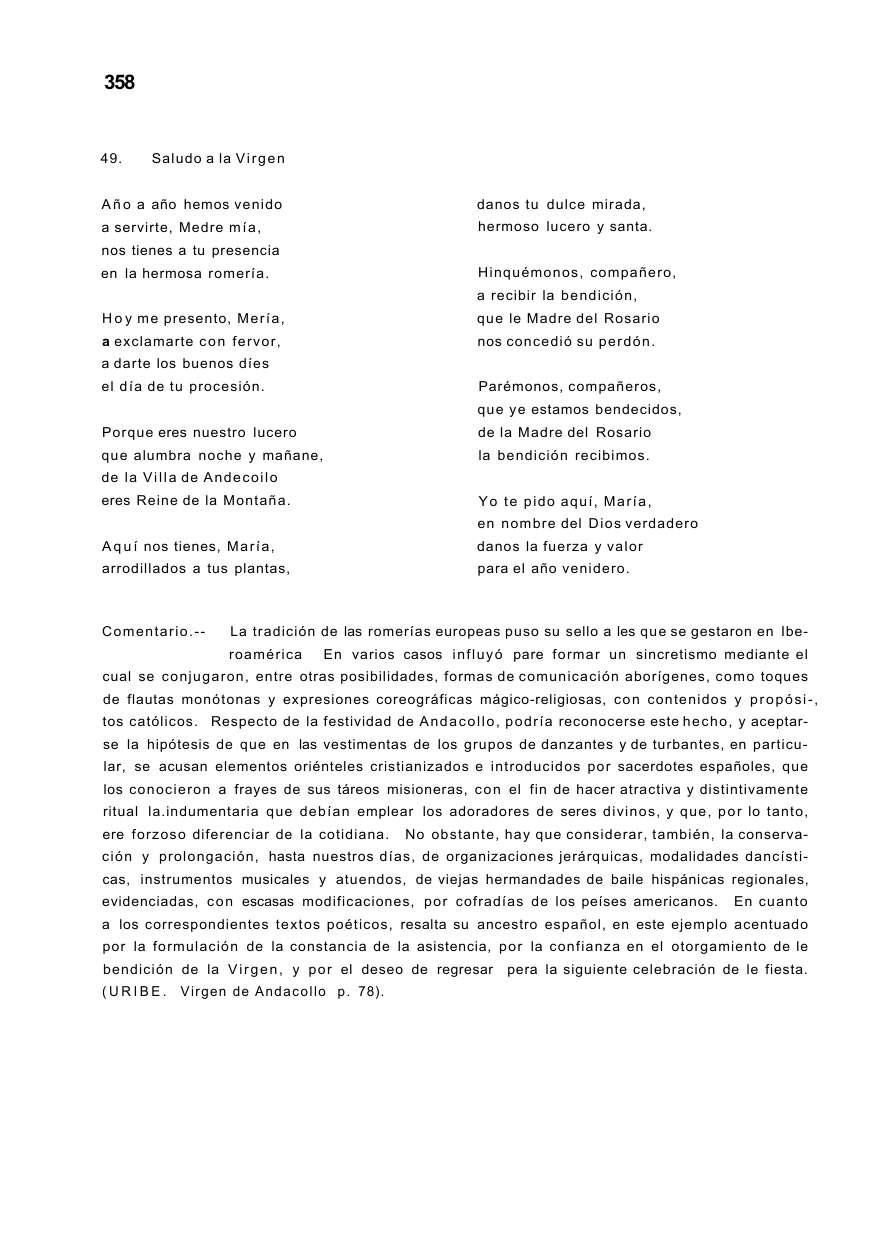 358
49. Saludo a la Virgen
Año a año hemos venido
a servirte, Medre mía,
nos tienes a tu presencia
en la hermosa romería.
Hoy me presento, Mería,
a exclamarte con fervor,
a darte los buenos díes
el día de tu procesión.
Porque eres nuestro lucero
que alumbra noche y mañane,
de la Villa de Andecoilo
eres Reine de la Montaña.
Aquí nos tienes, María,
arrodillados a tus plantas,
danos tu dulce mirada,
hermoso lucero y santa.
Hinquémonos, compañero,
a recibir la bendición,
que le Madre del Rosario
nos concedió su perdón.
Parémonos, compañeros,
que ye estamos bendecidos,
de la Madre del Rosario
la bendición recibimos.
Yo te pido aquí, María,
en nombre del Dios verdadero
danos la fuerza y valor
para el año venidero.
Comentario.-- La tradición de las romerías europeas puso su sello a les que se gestaron en Ibe-
roamérica En varios casos influyó pare formar un sincretismo mediante el
cual se conjugaron, entre otras posibilidades, formas de comunicación aborígenes, como toques
de flautas monótonas y expresiones coreográficas mágico-religiosas, con contenidos y propósi-,
tos católicos. Respecto de la festividad de Andacollo, podría reconocerse este hecho, y aceptar-
se la hipótesis de que en las vestimentas de los grupos de danzantes y de turbantes, en particu-
lar, se acusan elementos oriénteles cristianizados e introducidos por sacerdotes españoles, que
los conocieron a frayes de sus táreos misioneras, con el fin de hacer atractiva y distintivamente
ritual la.indumentaria que debían emplear los adoradores de seres divinos, y que, por lo tanto,
ere forzoso diferenciar de la cotidiana. No obstante, hay que considerar, también, la conserva-
ción y prolongación, hasta nuestros días, de organizaciones jerárquicas, modalidades dancísti-
cas, instrumentos musicales y atuendos, de viejas hermandades de baile hispánicas regionales,
evidenciadas, con escasas modificaciones, por cofradías de los peíses americanos. En cuanto
a los correspondientes textos poéticos, resalta su ancestro español, en este ejemplo acentuado
por la formulación de la constancia de la asistencia, por la confianza en el otorgamiento de le
bendición de la Virgen, y por el deseo de regresar pera la siguiente celebración de le fiesta.
(URIBE. Virgen de Andacollo p. 78).